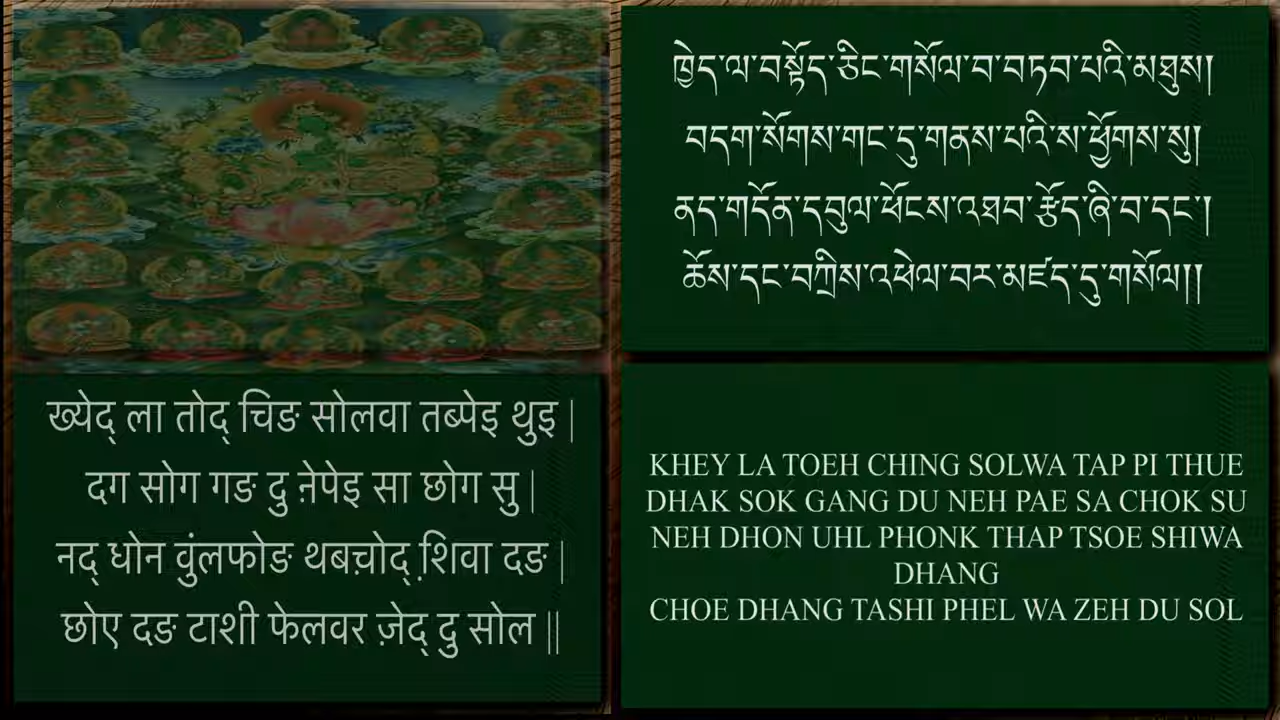 ཁྱེད་ལ་བསྟོད་ཅིང་གསོལ་བ་བཏབ་པའི་མཐུས།
བདག་སོགས་གང་དུ་གནས་པའི་ས་ཕྱོགས་སུ།
ནད་གདོན་དབུལ་ཕོངས་འཐབ་རྩོད་ཞི་བ་དང་།
ཆོས་དང་བཀྲིས་འཕེལ་བར་མཛད་དུ་གསོལ།།
ख्येद् ला तोद् चिङ सोलवा तब्पेइ थुइ |
दग सोग गङ दु ऩेपेइ सा छोग सु |
नद् धोन वुंलफोङ थबच़ोद् श़िवा दङ |
छोए दङ टाशी फेलवर ज़ेद् दु सोल ||
KHEY LA TOEH CHING SOLWA TAP PI THUE
DHAK SOK GANG DU NEH PAE SA CHOK SU
NEH DHON UHL PHONK THAP TSOE SHIWA
DHANG
CHOE DHANG TASHI PHEL WA ZEH DU SOL